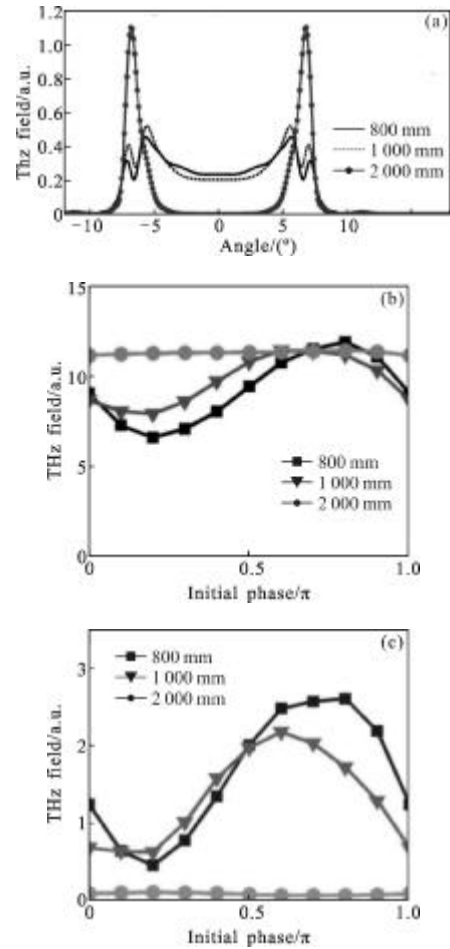 (a)
1.2
1.0
0.8
0.6
0.4
0.2
0
Thz field/a.u.
800 mm
1 000 mm
2 000 mm
−10 −5 0 5 10
Angle/(º)
(b)
15
10
5
0
THz field/a.u.
800 mm
1 000 mm
2 000 mm
0 0.5 1.0
Initial phase/π
(c)
3
2
1
0
THz field/a.u.
800 mm
1 000 mm
2 000 mm
0 0.5 1.0
Initial phase/π